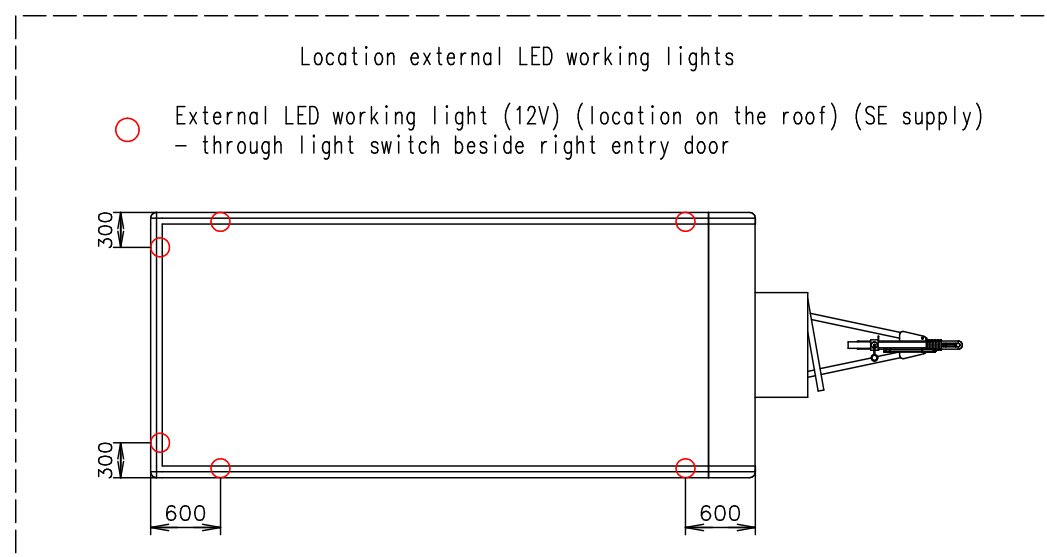 Location external LED working lights
External LED working light (12V) (location on the roof) (SE supply)
– through light switch beside right entry door
300
300
600
600